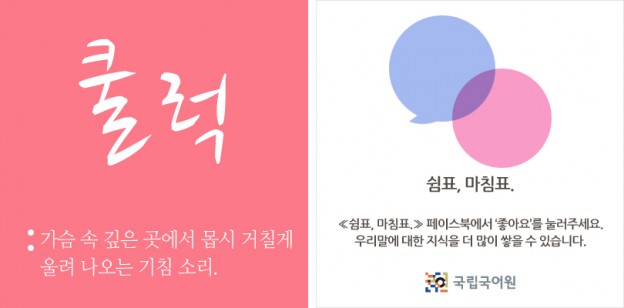 쿨럭
: 가슴 속 깊은 곳에서 몹시 거칠게
울려 나오는 기침 소리.
쉼표, 마침표.
≪쉼표, 마침표.≫ 페이스북에서 '좋아요'를 눌러주세요.
우리말에 대한 지식을 더 많이 쌓을 수 있습니다.
국립국어원